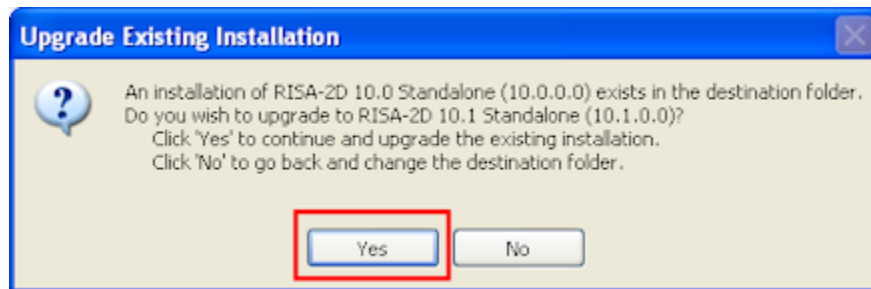 Upgrade Existing Installation
An installation of RISA-2D 10.0 Standalone (10.0.0.0) exists in the destination folder.
Do you wish to upgrade to RISA-2D 10.1 Standalone (10.1.0.0)?
Click 'Yes' to continue and upgrade the existing installation.
Click 'No' to go back and change the destination folder.
Yes No